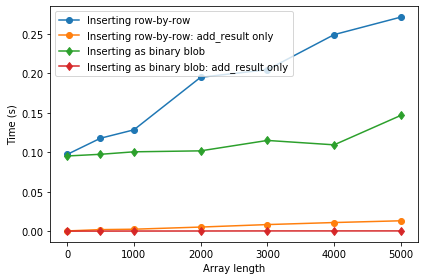 Inserting row-by-row
Inserting row-by-row: add_result only
Inserting as binary blob
Inserting as binary blob: add_result only
0.25
0.20
0.15
0.10
0.05
0.00
Time (s)
0 1000 2000 3000 4000 5000
Array length